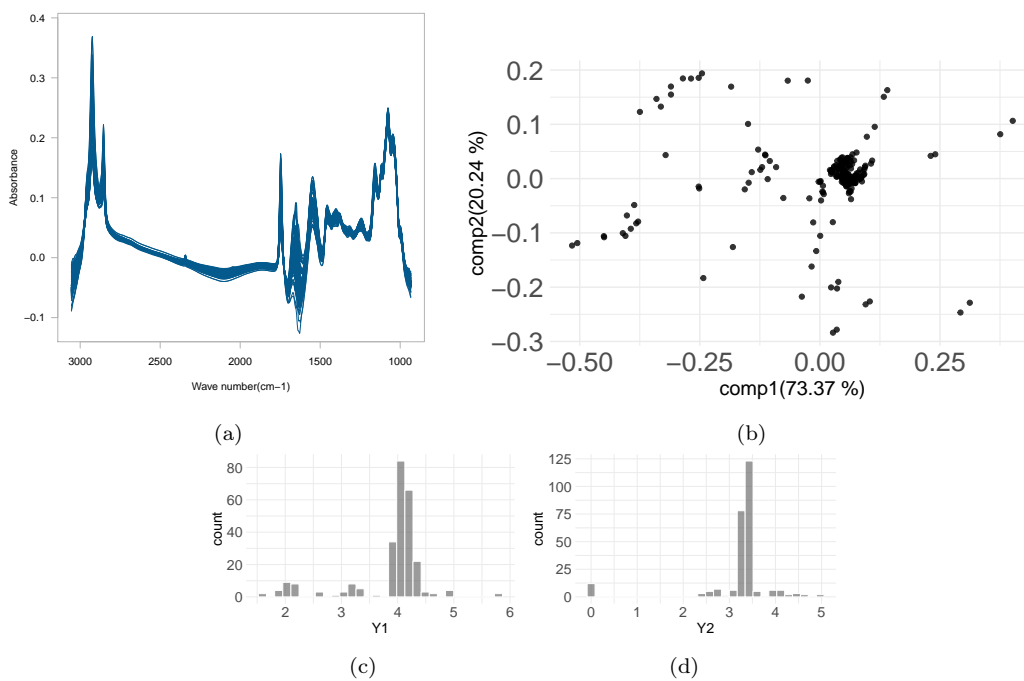 0.4
0.3
0.2
0.1
0.0
−0.1
Absorbance
3000 2500 2000 1500 1000
Wave number(cm−1)
(a)
0.2
0.1
0.0
−0.1
−0.2
−0.3
comp2(20.24 %)
−0.50 −0.25 0.00 0.25
comp1(73.37 %)
(b)
80
60
40
20
0
count
2 3 4 5 6
Y1
(c)
125
100
75
50
25
0
count
0 1 2 3 4 5
Y2
(d)